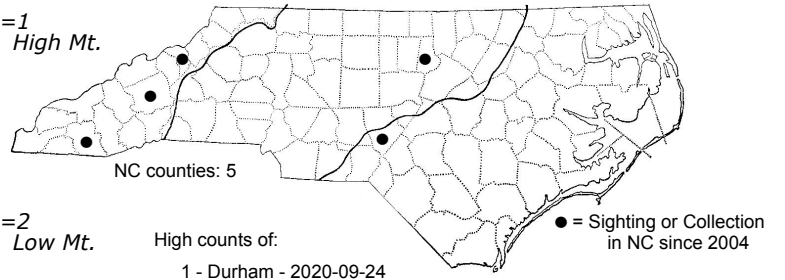 =1
High Mt.
NC counties: 5
=2
Low Mt.
High counts of:
1 - Durham - 2020-09-24
= Sighting or Collection
in NC since 2004